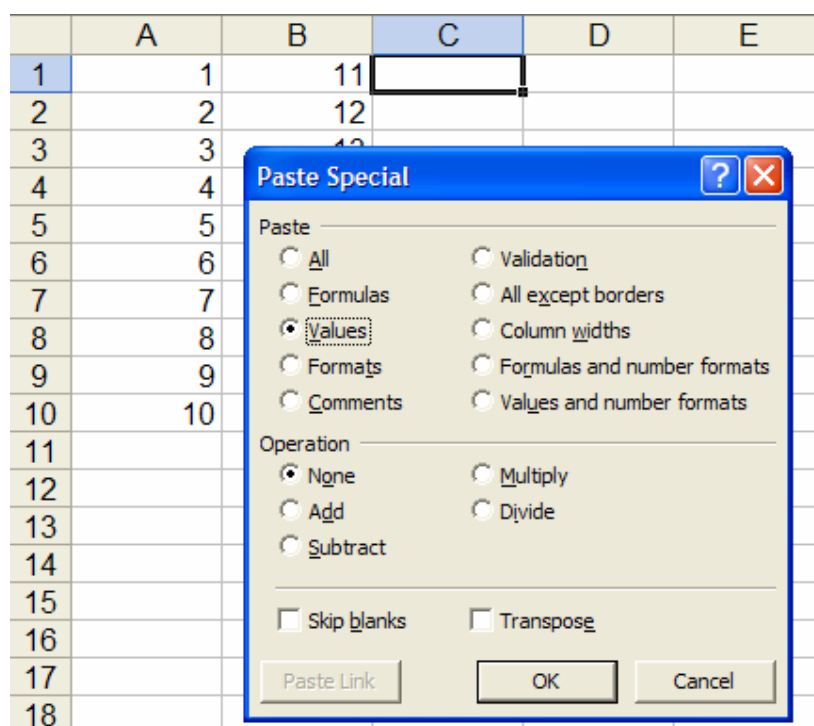 A B C D E
1 1 11
2 2 12
3 3
4 4
5 5
6 6
7 7
8 8
9 9
10 10
11
12
13
14
15
16
17
18
Paste Special
Paste
All Validation
Formulas All except borders
Values Column widths
Formats Formulas and number formats
Comments Values and number formats
Operation
None Multiply
Add Divide
Subtract
Skip blanks Transpose
Paste Link OK Cancel